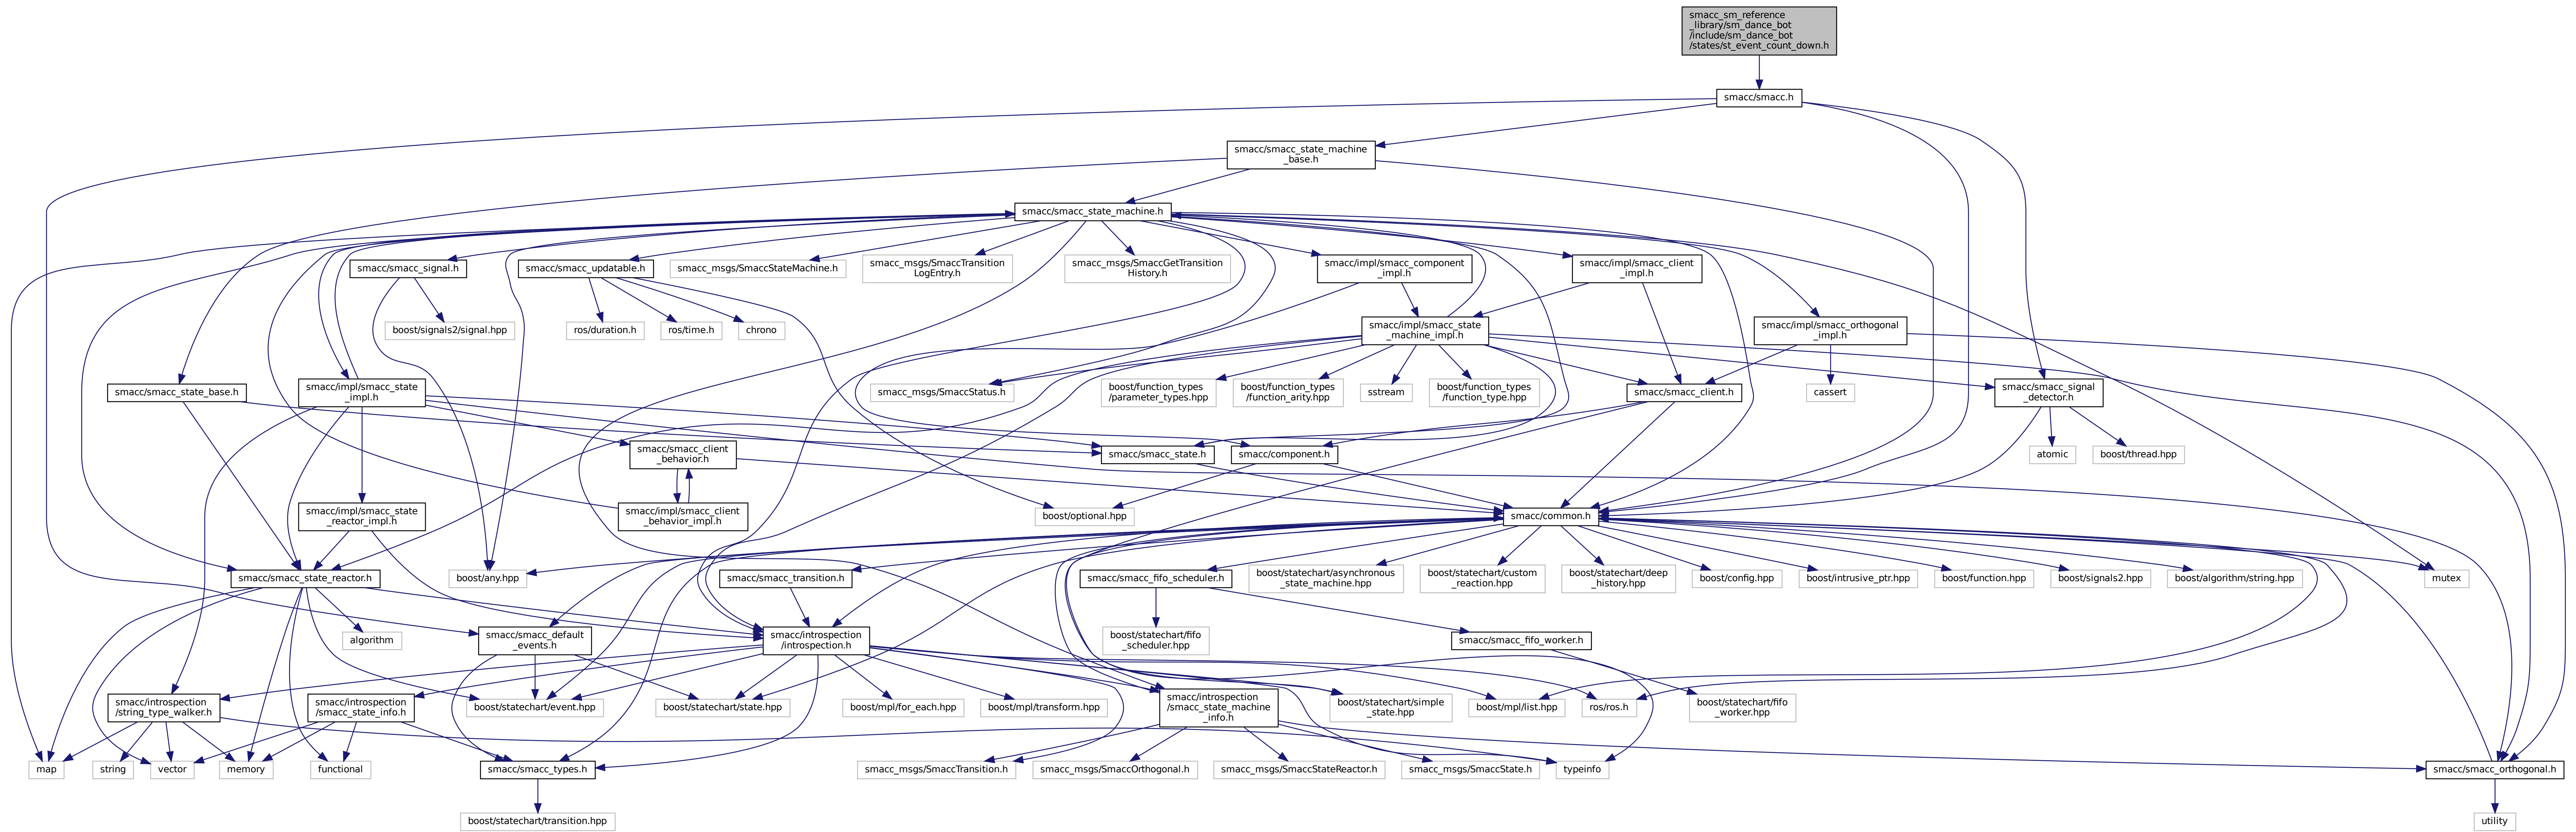 smacc_sm_reference
_library/sm_dance_bot
/include/sm_dance_bot
/states/st_event_count_down.h
smacc/smacc.h
smacc/smacc_state_machine
_base.h
smacc/smacc_state_machine.h
smacc/smacc_signal.h
smacc/smacc_updatable.h
smacc_msgs/SmaccStateMachine.h
smacc_msgs/SmaccTransition
LogEntry.h
smacc_msgs/SmaccGetTransition
History.h
smacc/impl/smacc_component
_impl.h
smacc/impl/smacc_client
_impl.h
boost/signals2/signal.hpp
ros/duration.h
ros/time.h
chrono
smacc/impl/smacc_state
_machine_impl.h
smacc/impl/smacc_orthogonal
_impl.h
smacc/smacc_state_base.h
smacc/impl/smacc_state
_impl.h
smacc_msgs/SmaccStatus.h
boost/function_types
/parameter_types.hpp
boost/function_types
/function_arity.hpp
sstream
boost/function_types
/function_type.hpp
smacc/smacc_client.h
cassert
smacc/smacc_signal
_detector.h
smacc/smacc_client
_behavior.h
smacc/smacc_state.h
smacc/component.h
atomic
boost/thread.hpp
smacc/impl/smacc_state
_reactor_impl.h
smacc/impl/smacc_client
_behavior_impl.h
boost/optional.hpp
smacc/common.h
smacc/smacc_state_reactor.h
boost/any.hpp
smacc/smacc_transition.h
smacc/smacc_fifo_scheduler.h
boost/statechart/asynchronous
_state_machine.hpp
boost/statechart/custom
_reaction.hpp
boost/statechart/deep
_history.hpp
boost/config.hpp
boost/intrusive_ptr.hpp
boost/function.hpp
boost/signals2.hpp
boost/algorithm/string.hpp
mutex
algorithm
smacc/smacc_default
_events.h
smacc/introspection
/introspection.h
boost/statechart/fifo
_scheduler.hpp
smacc/smacc_fifo_worker.h
smacc/introspection
/string_type_walker.h
smacc/introspection
/smacc_state_info.h
boost/statechart/event.hpp
boost/statechart/state.hpp
boost/mpl/for_each.hpp
boost/mpl/transform.hpp
smacc/introspection
/smacc_state_machine
_info.h
boost/statechart/simple
_state.hpp
boost/mpl/list.hpp
ros/ros.h
boost/statechart/fifo
_worker.hpp
map
string
vector
memory
functional
smacc/smacc_types.h
smacc_msgs/SmaccTransition.h
smacc_msgs/SmaccOrthogonal.h
smacc_msgs/SmaccStateReactor.h
smacc_msgs/SmaccState.h
typeinfo
smacc/smacc_orthogonal.h
boost/statechart/transition.hpp
utility